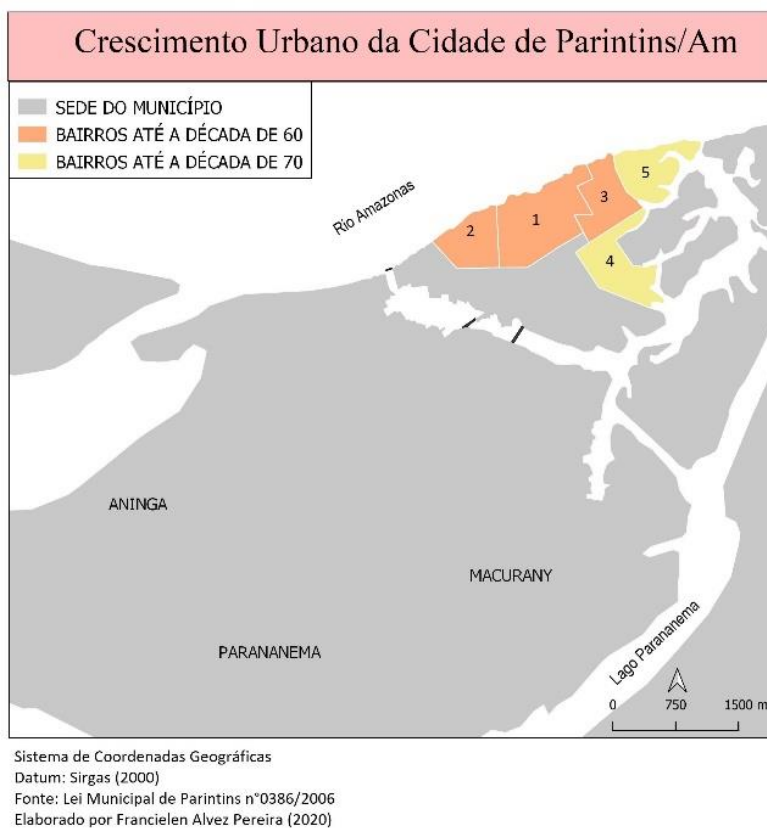 Crescimento Urbano da Cidade de Parintins/Am
SEDE DO MUNICÍPIO
BAIRROS ATÉ A DÉCADA DE 60
BAIRROS ATÉ A DÉCADA DE 70
Rio Amazonas
5
3
1
2
4
ANINGA
MACURANY
PARANANEMA
Lago Parananema
0 750 1500 m
Sistema de Coordenadas Geográficas
Datum: Sirgas (2000)
Fonte: Lei Municipal de Parintins n°0386/2006
Elaborado por Francielen Alvez Pereira (2020)